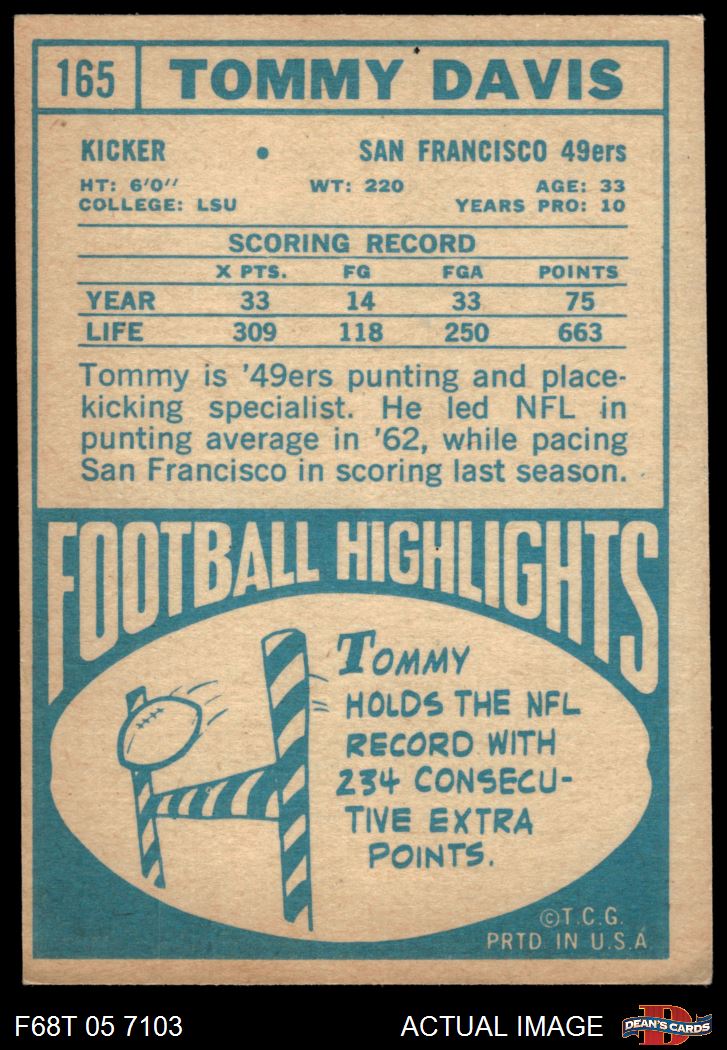 165 TOMMY DAVIS
KICKER • SAN FRANCISCO 49ers
HT: 6'0" WT: 220 AGE: 33
COLLEGE: LSU YEARS PRO: 10
SCORING RECORD
X PTS. FG FGA POINTS
YEAR 33 14 33 75
LIFE 309 118 250 663
Tommy is '49ers punting and place-
kicking specialist. He led NFL in
punting average in '62, while pacing
San Francisco in scoring last season.
FOOTBALL HIGHLIGHTS
TOMMY
HOLDS THE NFL
RECORD WITH
234 CONSECU-
TIVE EXTRA
POINTS.
©T.C.G.
PRTD IN U.S.A
F68T 05 7103 ACTUAL IMAGE D DEAN'S CARDS